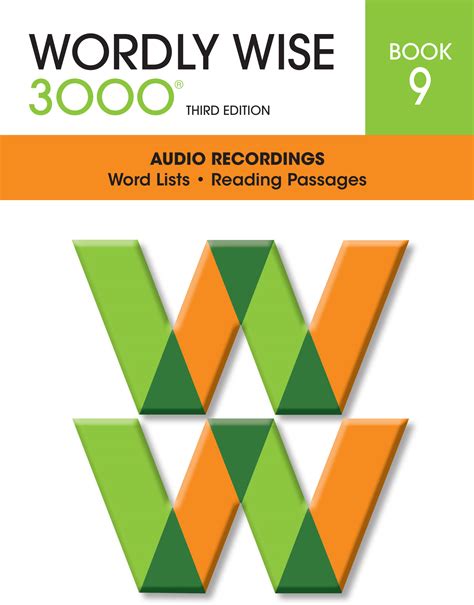 WORDLY WISE
3000® THIRD EDITION
BOOK
9
AUDIO RECORDINGS
Word Lists • Reading Passages